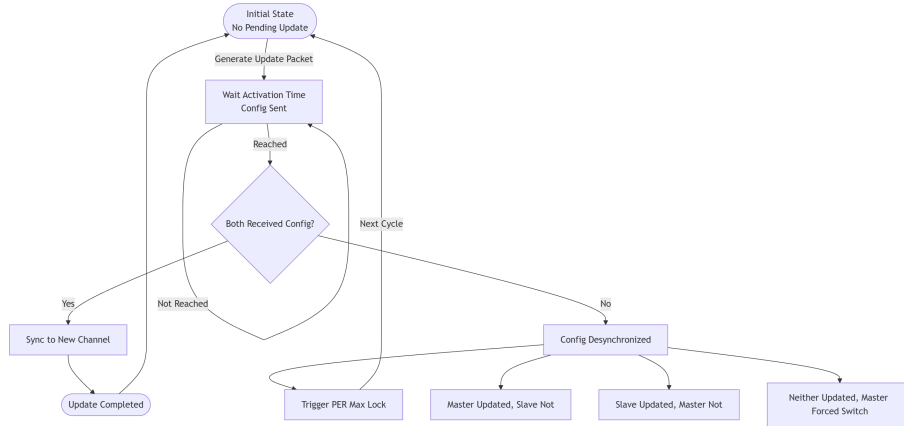 Initial State
No Pending Update
Generate Update Packet
Wait Activation Time
Config Sent
Reached
Both Received Config?
Next Cycle
Yes
Not Reached
No
Sync to New Channel
Config Desynchronized
Update Completed
Trigger PER Max Lock
Master Updated, Slave Not
Slave Updated, Master Not
Neither Updated, Master
Forced Switch